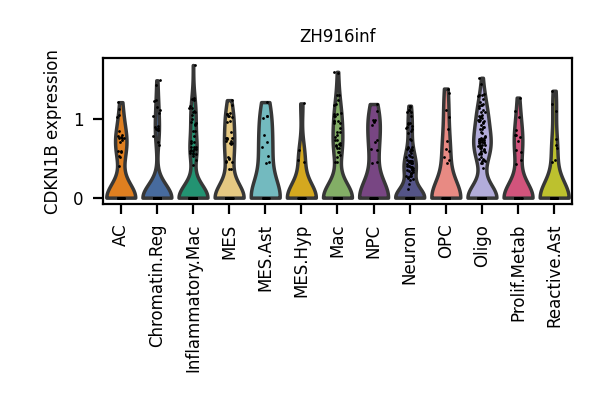 ZH916inf
CDKN1B expression
1
0
AC
Chromatin.Reg
Inflammatory.Mac
MES
MES.Ast
MES.Hyp
Mac
NPC
Neuron
OPC
Oligo
Prolif.Metab
Reactive.Ast